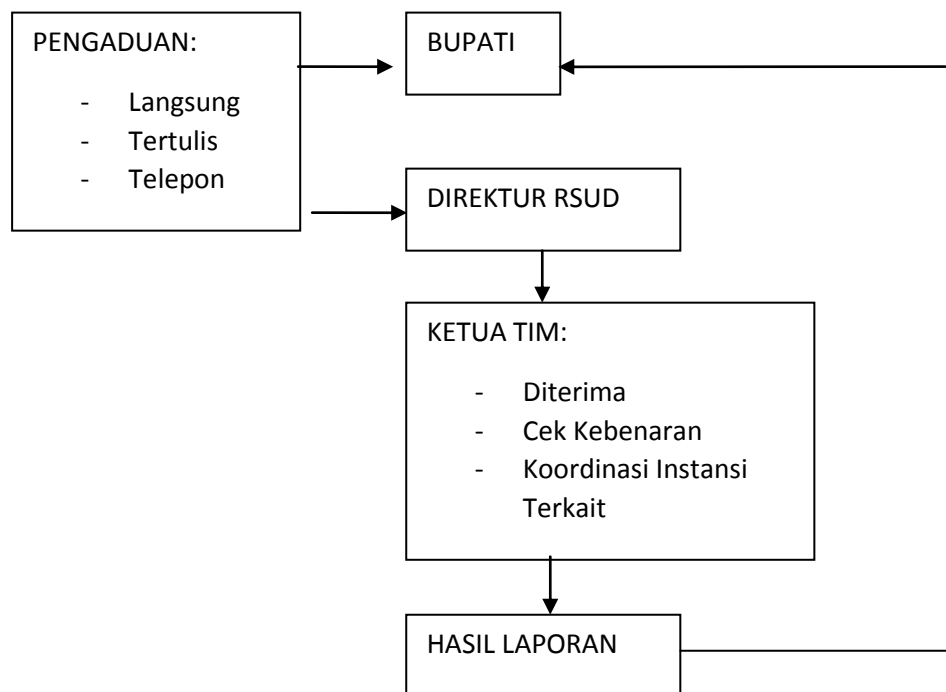 PENGADUAN:
- Langsung
- Tertulis
- Telepon
BUPATI
DIREKTUR RSUD
KETUA TIM:
- Diterima
- Cek Kebenaran
- Koordinasi Instansi
Terkait
HASIL LAPORAN